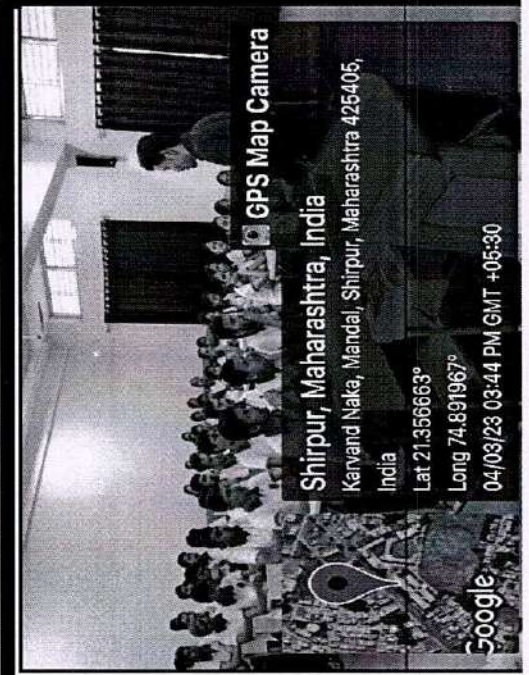 GPS Map Camera
Shirpur, Maharashtra, India
Karvand Naka, Mandal, Shirpur, Maharashtra 425405,
India
Lat 21.356663°
Long 74.891967°
04/03/23 03:44 PM GMT +05:30
Google